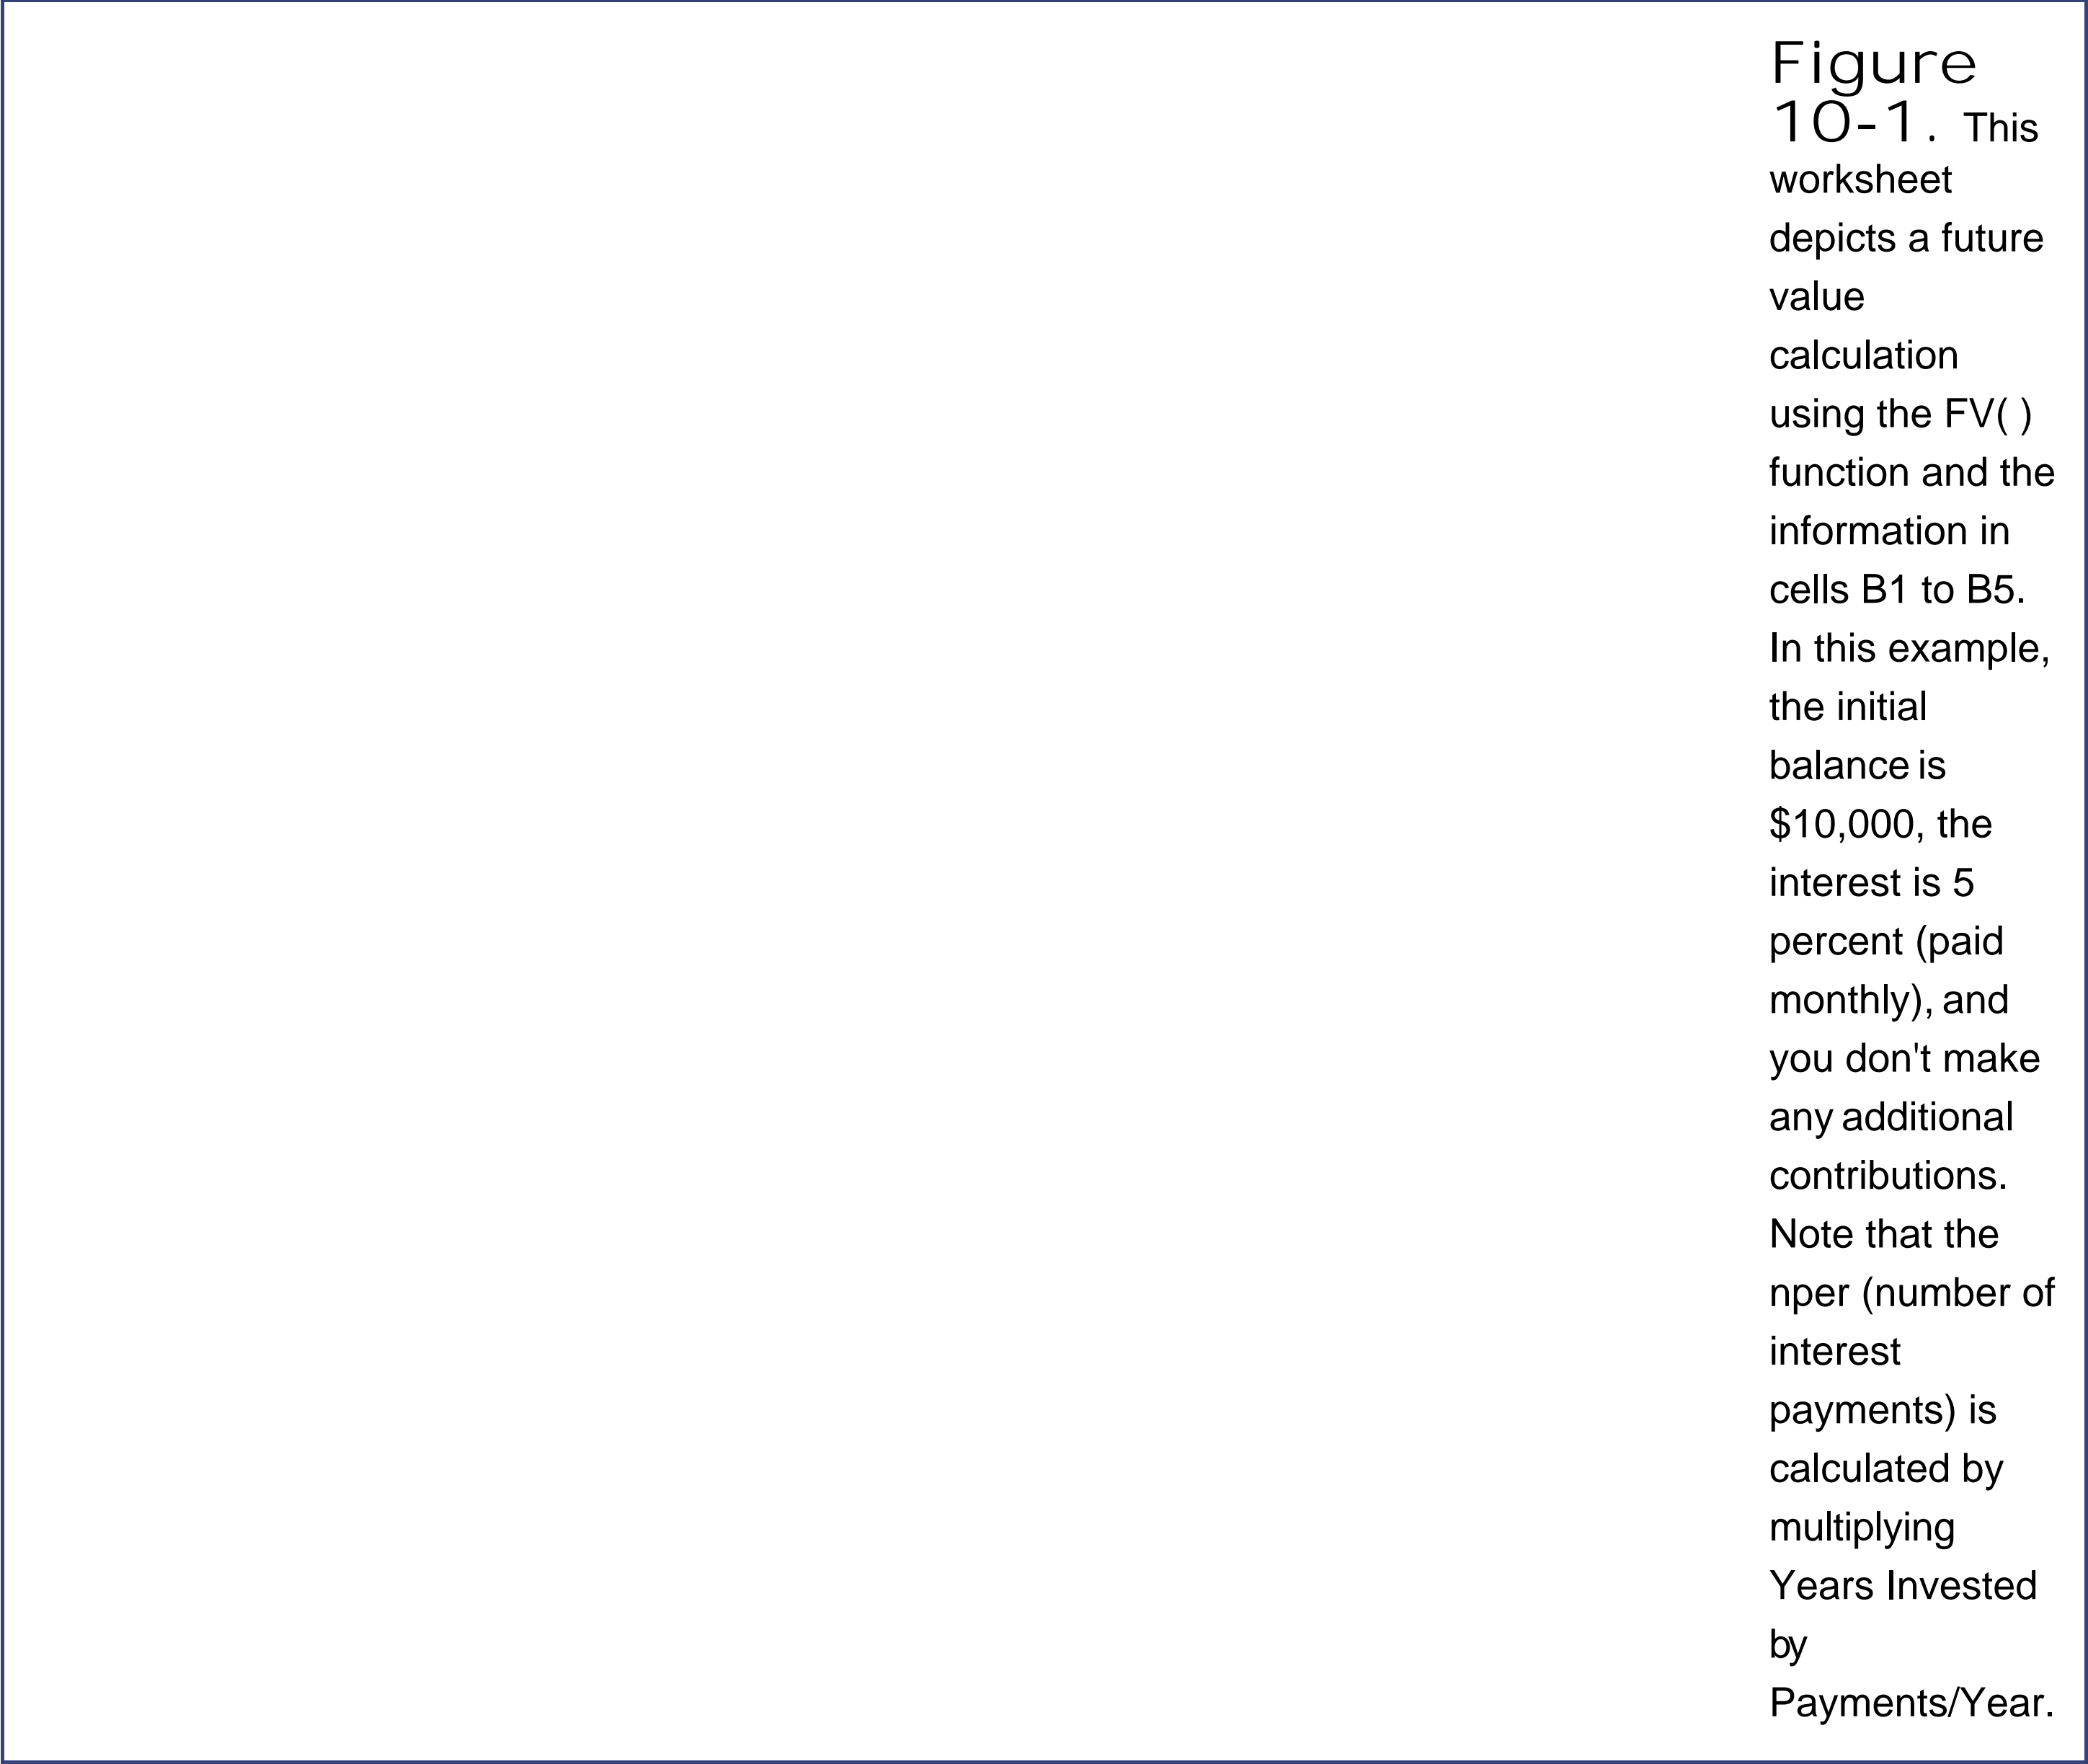 Figure
10-1. This
worksheet
depicts a future
value
calculation
using the FV( )
function and the
information in
cells B1 to B5.
In this example,
the initial
balance is
$10,000, the
interest is 5
percent (paid
monthly), and
you don't make
any additional
contributions.
Note that the
nper (number of
interest
payments) is
calculated by
multiplying
Years Invested
by
Payments/Year.